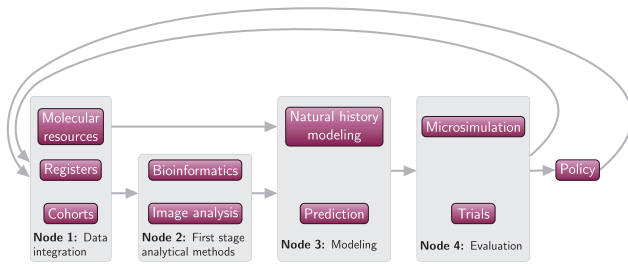 Molecular
resources
Registers
Cohorts
Node 1: Data
integration
Bioinformatics
Image analysis
Node 2: First stage
analytical methods
Natural history
modeling
Prediction
Node 3: Modeling
Microsimulation
Trials
Node 4: Evaluation
Policy